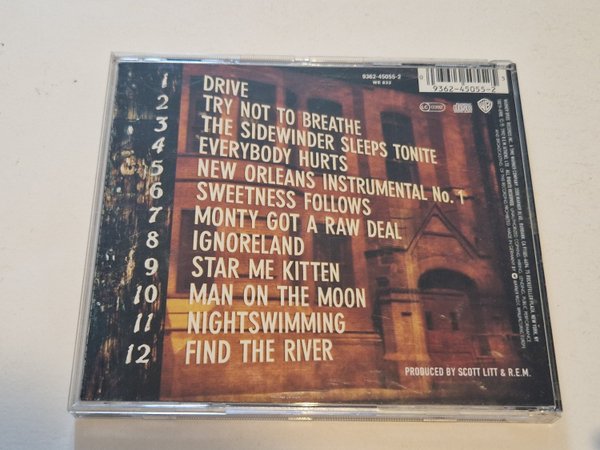 9362-45055-2
WE 833
0
3
9362-45055-2
1 DRIVE
2 TRY NOT TO BREATHE
3 THE SIDEWINDER SLEEPS TONITE
4 EVERYBODY HURTS
5 NEW ORLEANS INSTRUMENTAL No. 1
6 SWEETNESS FOLLOWS
7 MONTY GOT A RAW DEAL
8 IGNORELAND
9 STAR ME KITTEN
10 MAN ON THE MOON
11 NIGHTSWIMMING
12 FIND THE RIVER
PRODUCED BY SCOTT LITT & R.E.M.